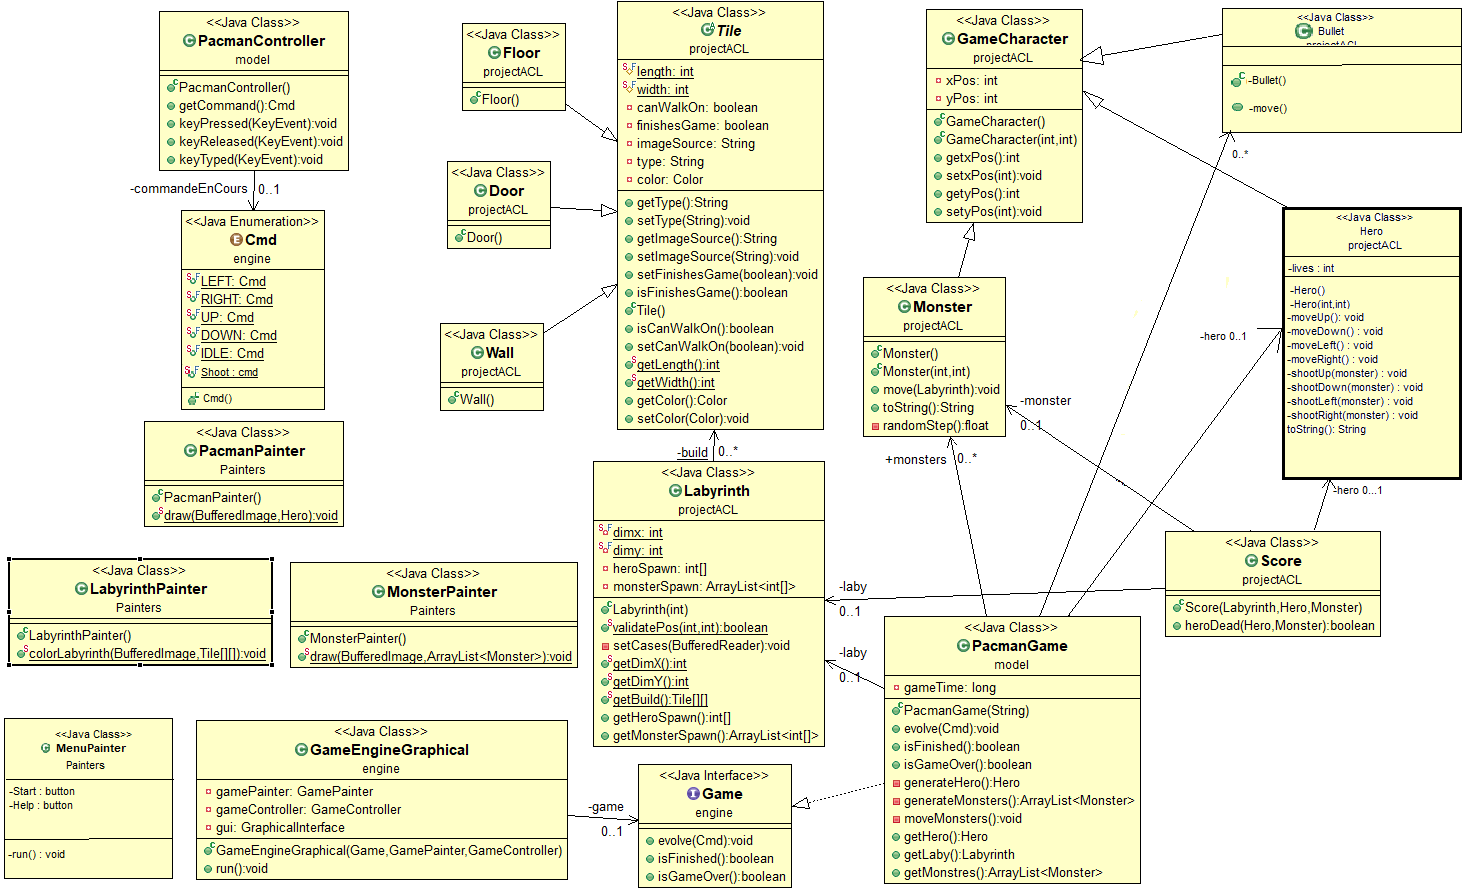 <<Java Class>>
PacmanController
model
PacmanController()
getCommand():Cmd
keyPressed(KeyEvent):void
keyReleased(KeyEvent):void
keyTyped(KeyEvent):void
-commandeEnCours
0..1
<<Java Enumeration>>
Cmd
engine
LEFT: Cmd
RIGHT: Cmd
UP: Cmd
DOWN: Cmd
IDLE: Cmd
Shoot : cmd
Cmd()
<<Java Class>>
PacmanPainter
Painters
PacmanPainter()
draw(BufferedImage,Hero):void
<<Java Class>>
LabyrinthPainter
Painters
LabyrinthPainter()
colorLabyrinth(BufferedImage,Tile[][]):void
<<Java Class>>
MonsterPainter
Painters
MonsterPainter()
draw(BufferedImage,ArrayList<Monster>):void
<<Java Class>>
MenuPainter
Painters
-Start : button
-Help : button
-run() : void
<<Java Class>>
GameEngineGraphical
engine
gamePainter: GamePainter
gameController: GameController
gui: GraphicalInterface
GameEngineGraphical(Game,GamePainter,GameController)
run():void
-game
0..1
<<Java Interface>>
Game
engine
evolve(Cmd):void
isFinished():boolean
isGameOver():boolean
<<Java Class>>
Floor
projectACL
Floor()
<<Java Class>>
Door
projectACL
Door()
<<Java Class>>
Wall
projectACL
Wall()
<<Java Class>>
Tile
projectACL
length: int
width: int
canWalkOn: boolean
finishesGame: boolean
imageSource: String
type: String
color: Color
getType():String
setType(String):void
getImageSource():String
setImageSource(String):void
setFinishesGame(boolean):void
isFinishesGame():boolean
Tile()
isCanWalkOn():boolean
setCanWalkOn(boolean):void
getLength():int
getWidth():int
getColor():Color
setColor(Color):void
-build
0..*
<<Java Class>>
Labyrinth
projectACL
dimx: int
dimy: int
heroSpawn: int[]
monsterSpawn: ArrayList<int[]>
Labyrinth(int)
validatePos(int,int):boolean
setCases(BufferedReader):void
getDimX():int
getDimY():int
getBuild():Tile[][]
getHeroSpawn():int[]
getMonsterSpawn():ArrayList<int[]>
-laby
0..1
-laby
0..1
<<Java Class>>
GameCharacter
projectACL
xPos: int
yPos: int
GameCharacter()
GameCharacter(int,int)
getxPos():int
setxPos(int):void
getyPos():int
setyPos(int):void
<<Java Class>>
Monster
projectACL
Monster()
Monster(int,int)
move(Labyrinth):void
toString():String
randomStep():float
-monster
0..1
+monsters
0..*
<<Java Class>>
Bullet
projectACL
-Bullet()
-move()
0..*
<<Java Class>>
Hero
projectACL
-lives : int
-Hero()
-Hero(int,int)
-moveUp(): void
-moveDown() : void
-moveLeft() : void
-moveRight() : void
-shootUp(monster) : void
-shootDown(monster) : void
-shootLeft(monster) : void
-shootRight(monster) : void
toString(): String
-hero 0..1
-hero 0...1
<<Java Class>>
Score
projectACL
Score(Labyrinth,Hero,Monster)
heroDead(Hero,Monster):boolean
<<Java Class>>
PacmanGame
model
gameTime: long
PacmanGame(String)
evolve(Cmd):void
isFinished():boolean
isGameOver():boolean
generateHero():Hero
generateMonsters():ArrayList<Monster>
moveMonsters():void
getHero():Hero
getLaby():Labyrinth
getMonstres():ArrayList<Monster>